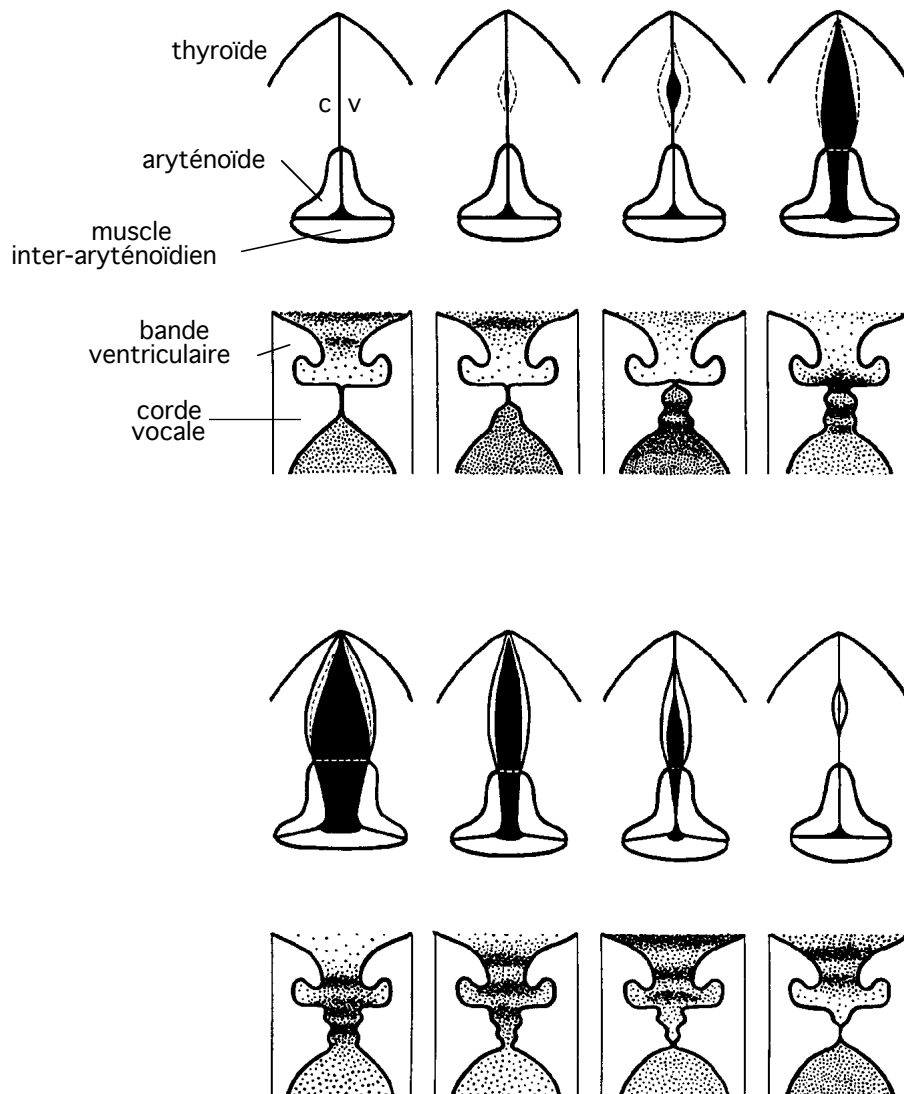 thyroïde
c v
aryténoïde
muscle
inter-aryténoïdien
bande
ventriculaire
corde
vocale